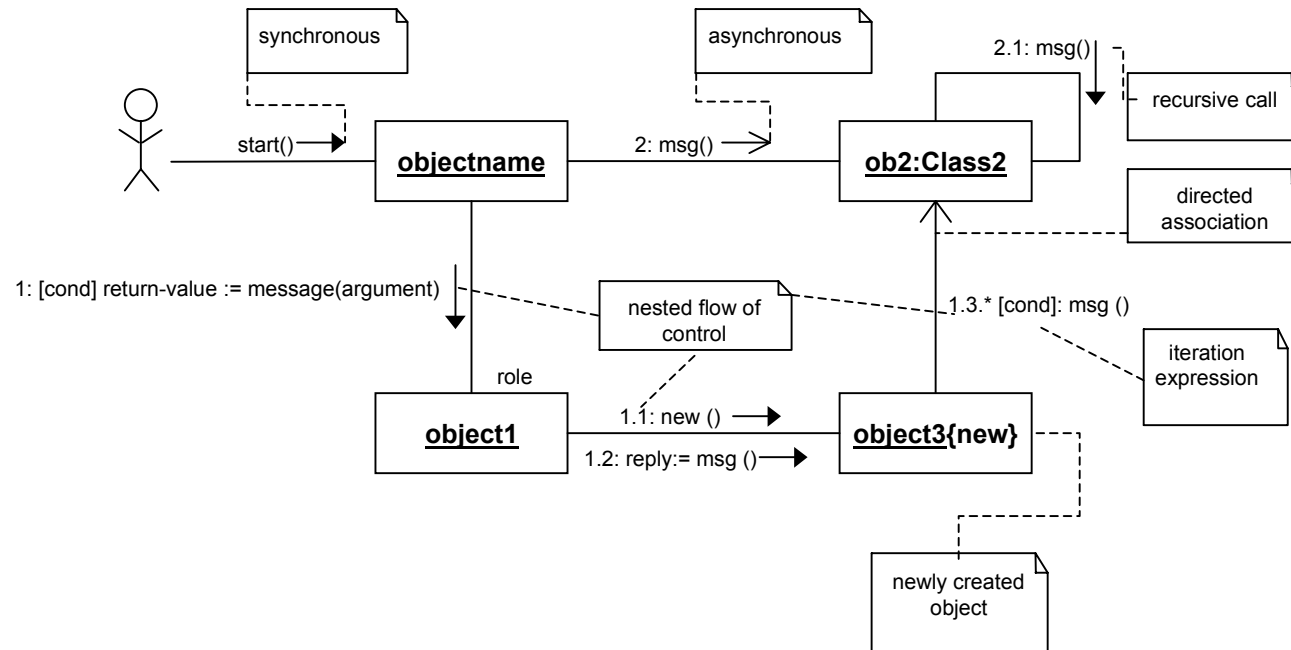 synchronous
asynchronous
2.1: msg()
recursive call
start()
objectname
2: msg()
ob2:Class2
directed
association
1: [cond] return-value := message(argument)
nested flow of
control
1.3.* [cond]: msg ()
iteration
expression
role
object1
1.1: new ()
1.2: reply:= msg ()
object3{new}
newly created
object